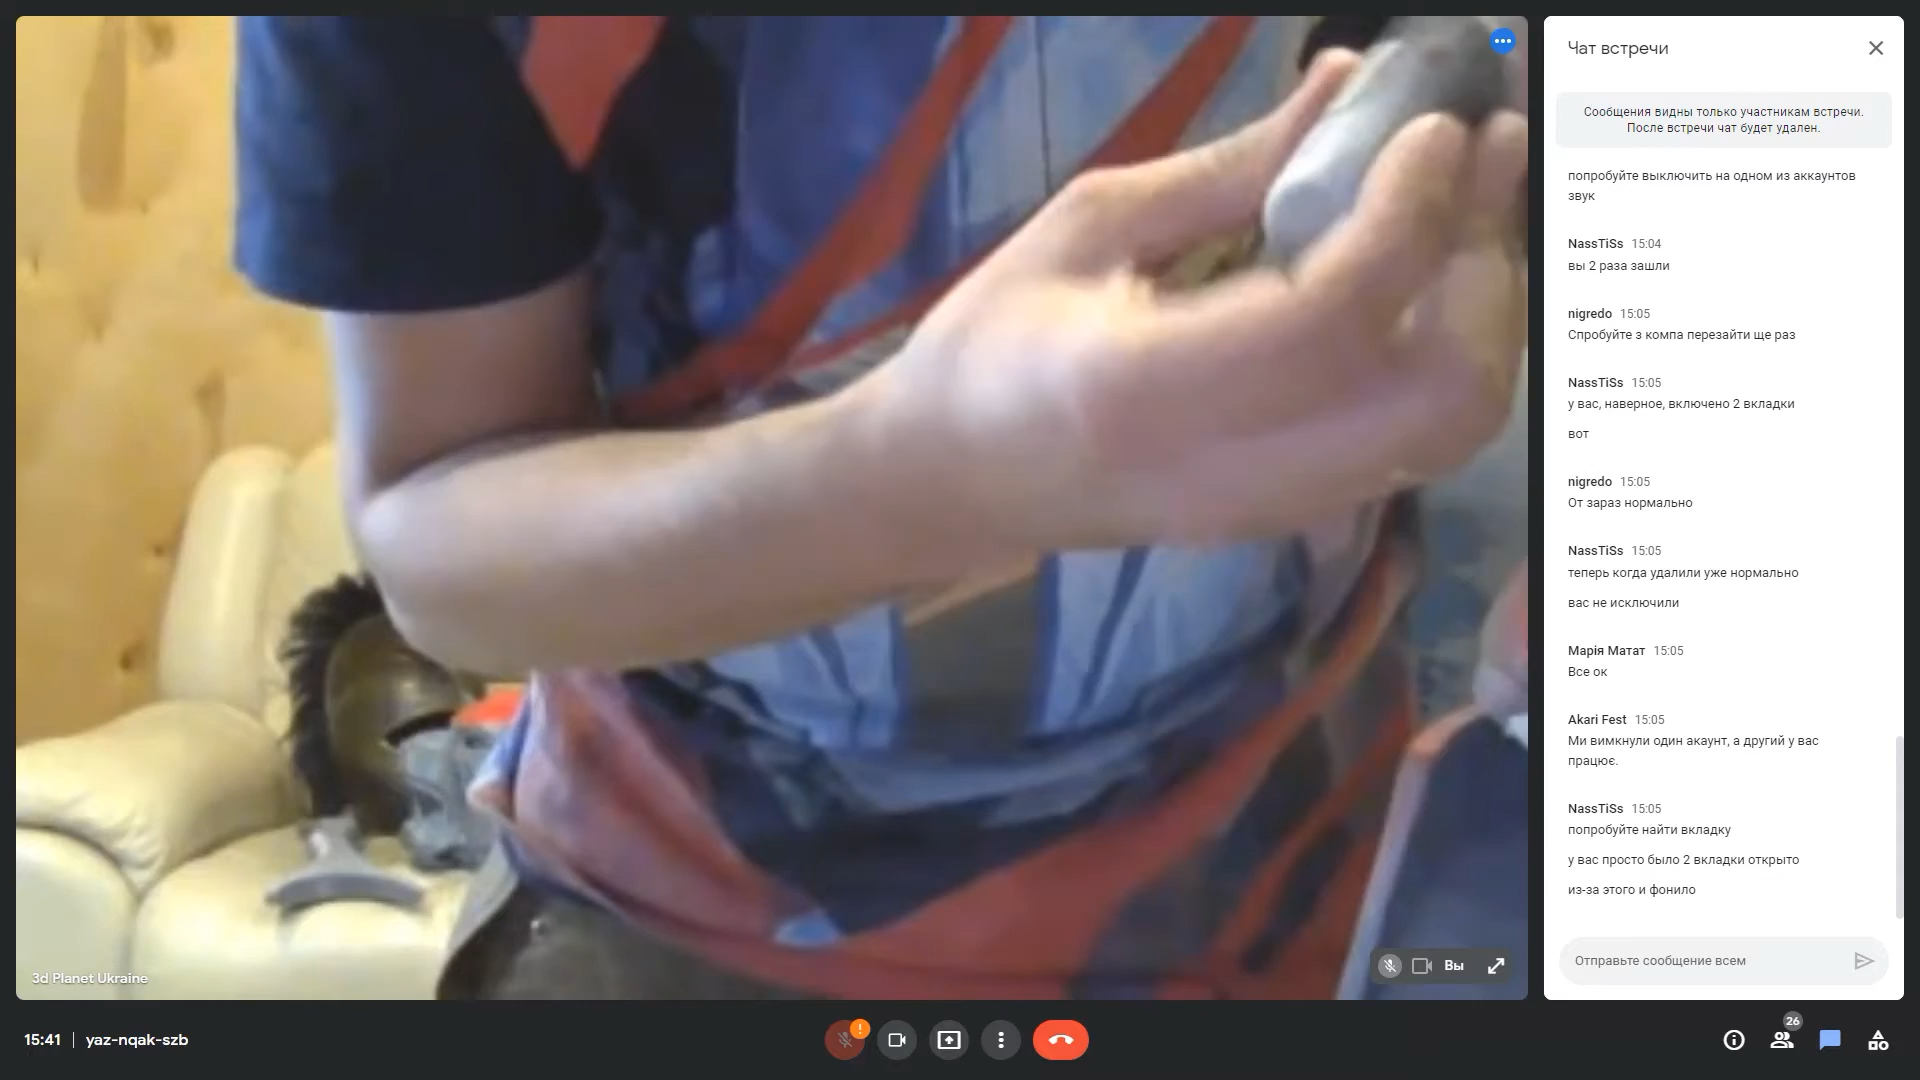 Чат встречи
Сообщения видны только участникам встречи.
После встречи чат будет удален.
попробуйте выключить на одном из аккаунтов
звук
NassTiSs 15:04
вы 2 раза зашли
nigredo 15:05
Спробуйте з компа перезайти ще раз
NassTiSs 15:05
у вас, наверное, включено 2 вкладки
вот
nigredo 15:05
От зараз нормально
NassTiSs 15:05
теперь когда удалили уже нормально
вас не исключили
Марія Матат 15:05
Все ок
Akari Fest 15:05
Ми вимкнули один акаунт, а другий у вас
працює.
NassTiSs 15:05
попробуйте найти вкладку
у вас просто было 2 вкладки открыто
из-за этого и фонило
Отправьте сообщение всем
3d Planet Ukraine
Вы
15:41 | yaz-nqak-szb
26